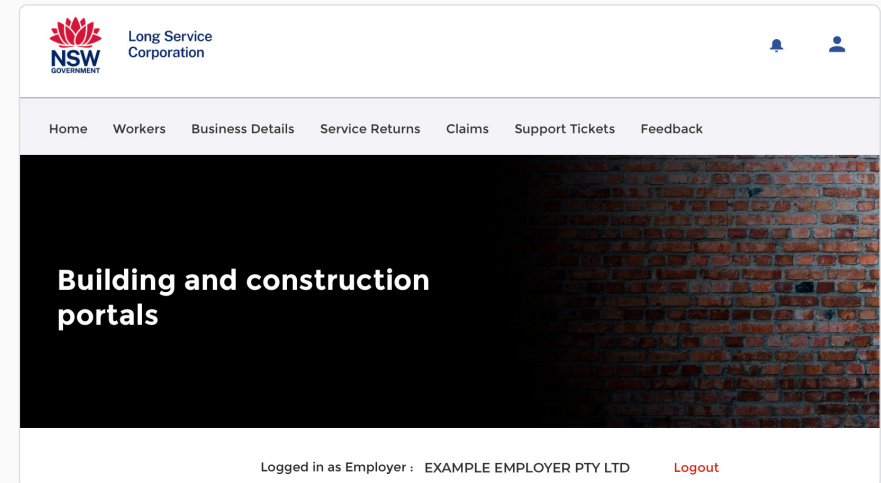 NSW
GOVERNMENT
Long Service
Corporation
Home Workers Business Details Service Returns Claims Support Tickets Feedback
Building and construction
portals
Logged in as Employer : EXAMPLE EMPLOYER PTY LTD Logout